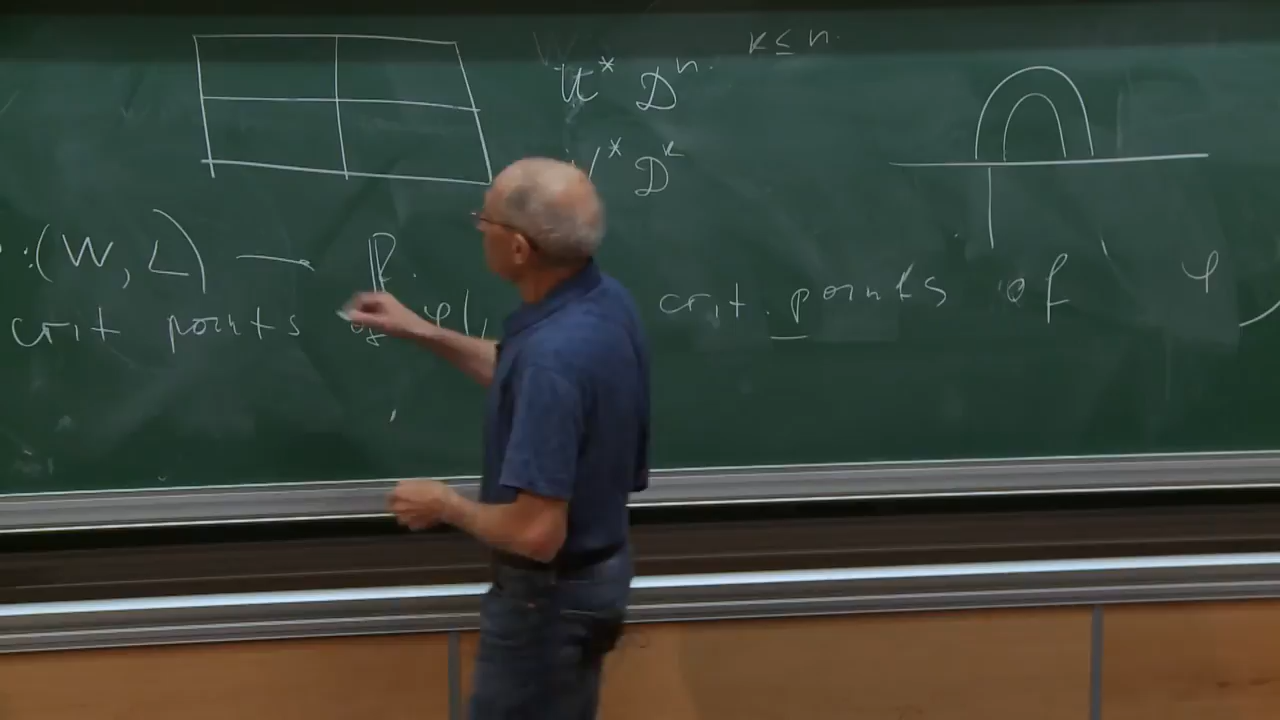 k ≤ n.
* D^n.
* D^k
:(W, L) — R.
crit points of φ|, crit. points of φ